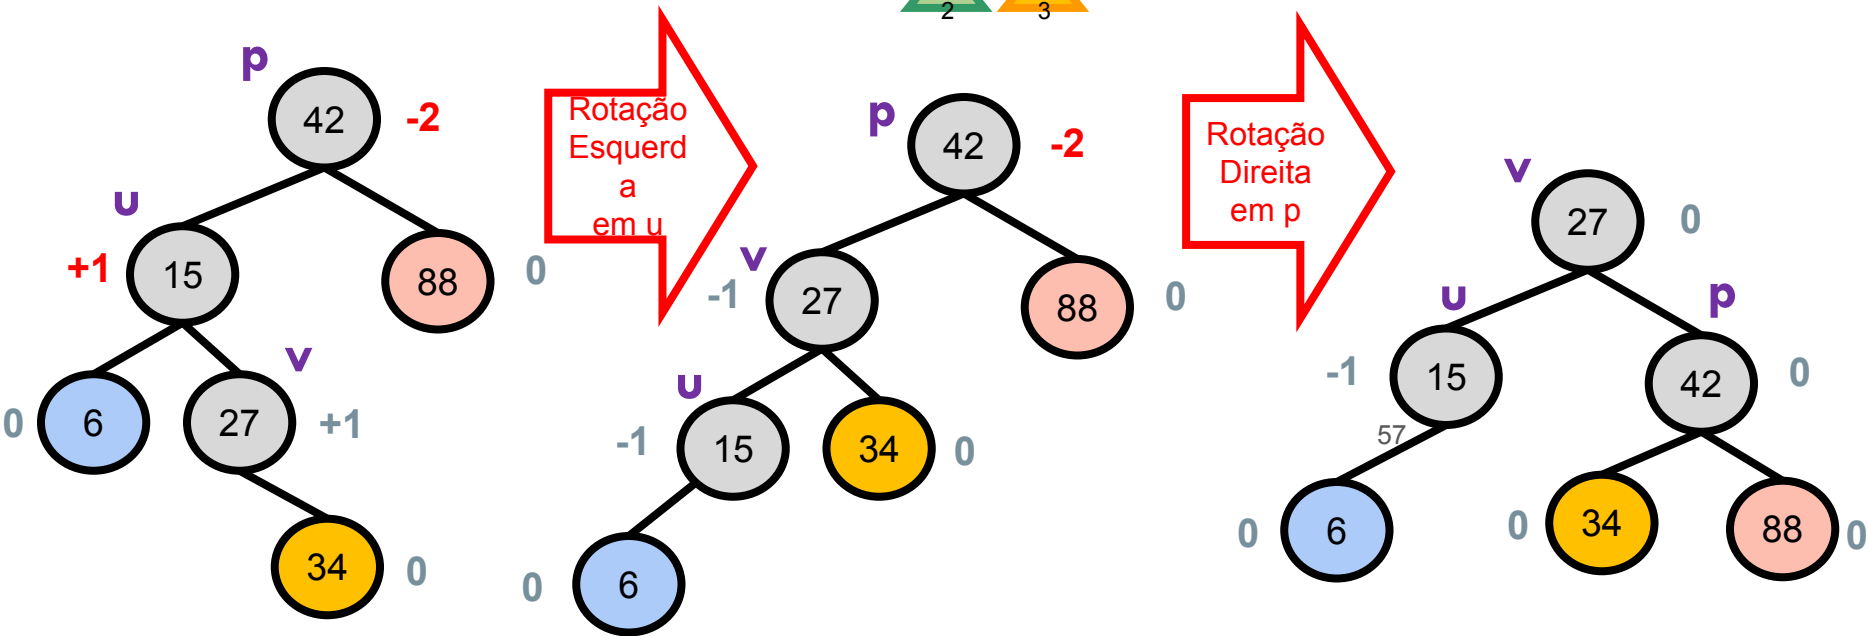 2 3
p
42 -2
u
+1 15 88 0
v
0 6 27 +1
34 0
Rotação
Esquerd
a
em u
p
42 -2
v
-1 27 88 0
u
-1 15 34 0
0 6
Rotação
Direita
em p
v
27 0
u p
-1 15 42 0
57
0 6 0 34 88 0